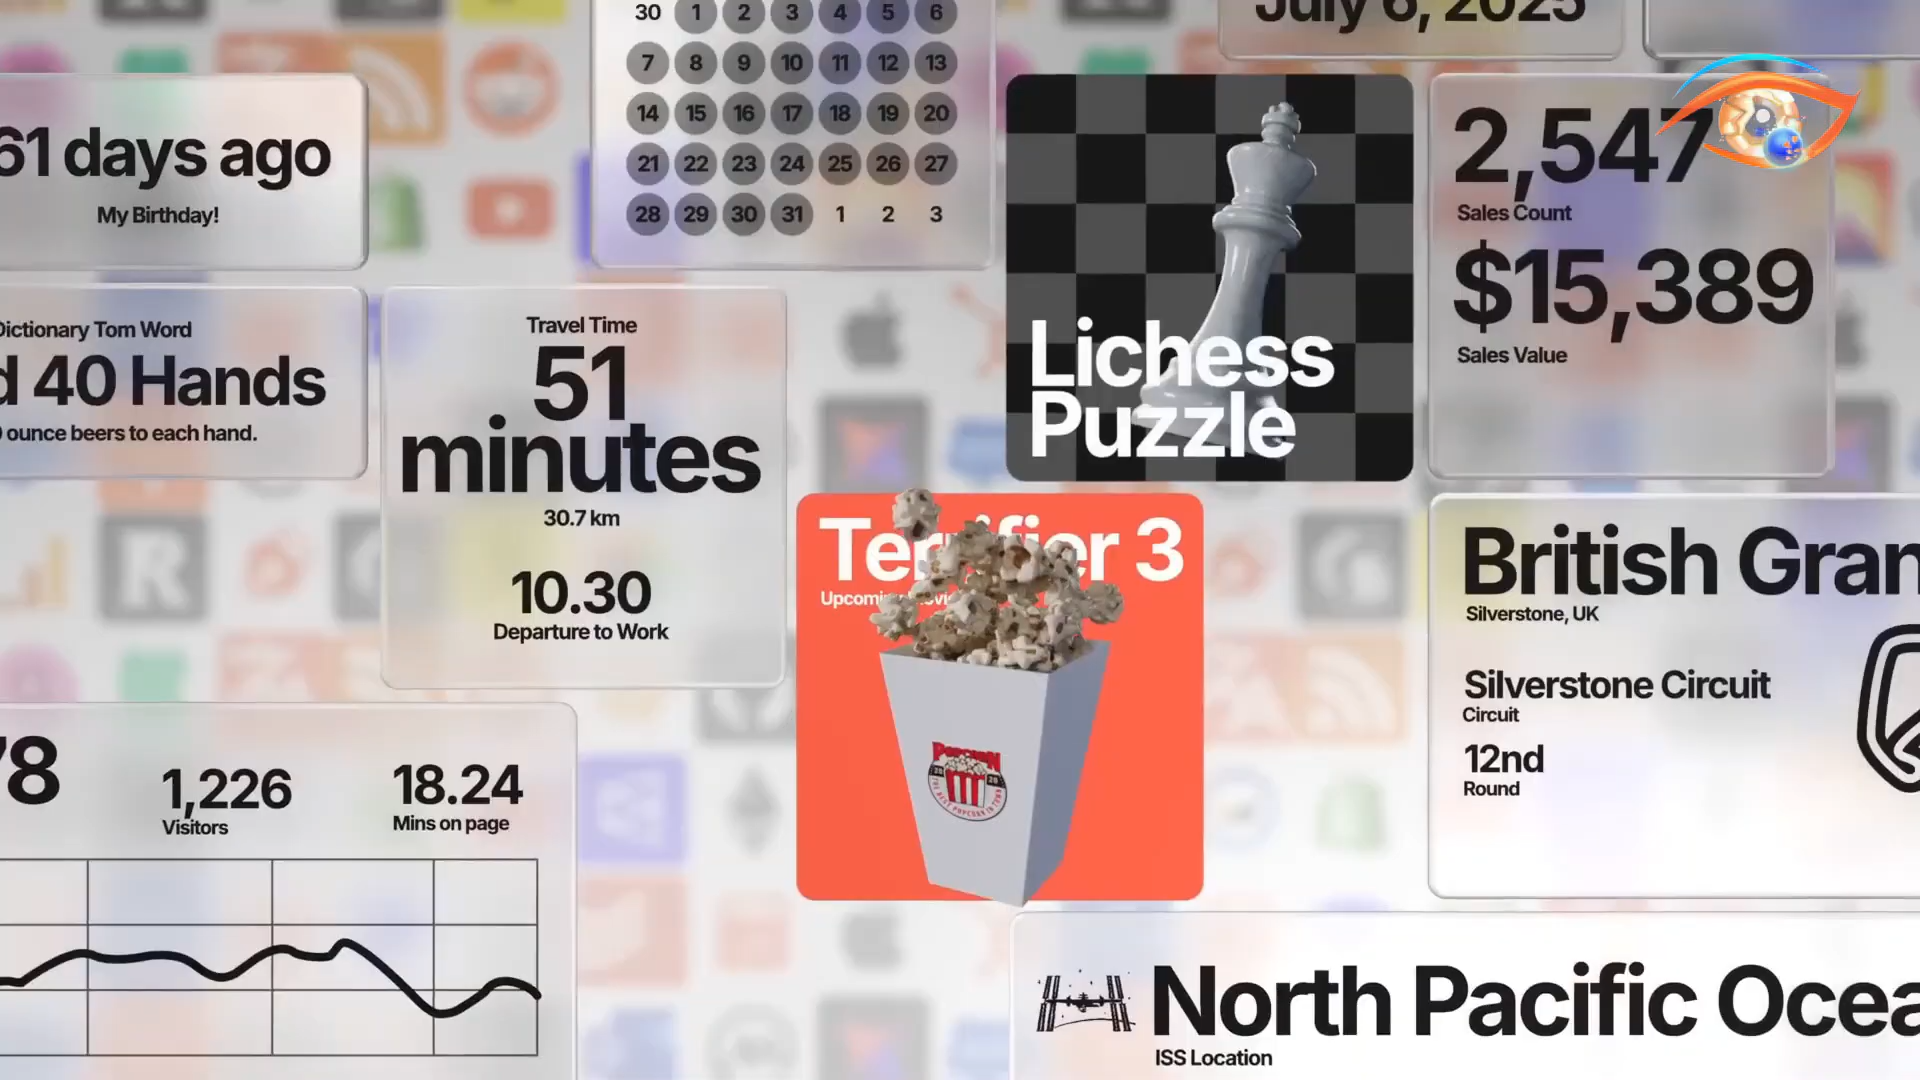 30 1 2 3 4 5 6
7 8 9 10 11 12 13
14 15 16 17 18 19 20
21 22 23 24 25 26 27
28 29 30 31 1 2 3
July 6, 2025
61 days ago
My Birthday!
Lichess
Puzzle
2,547
Sales Count
$15,389
Sales Value
Dictionary Tom Word
40 Hands
ounce beers to each hand.
Travel Time
51
minutes
30.7 km
10.30
Departure to Work
Terrifier 3
POPCORN
British Gran
Silverstone, UK
Silverstone Circuit
Circuit
12nd
Round
78
1,226
Visitors
18.24
Mins on page
North Pacific Ocea
ISS Location
R